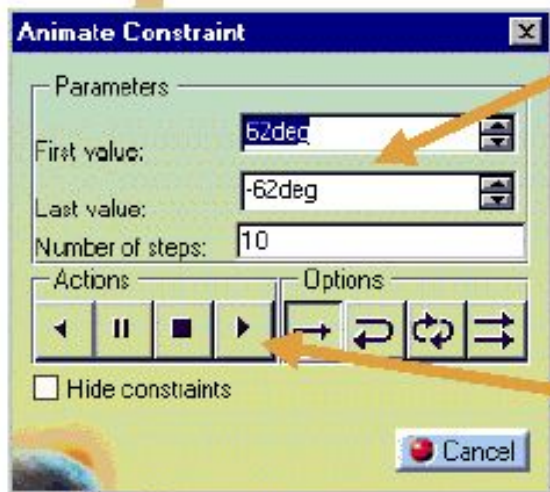 Animate Constraint
Parameters
First value: 62deg
Last value: -62deg
Number of steps: 10
Actions Options
Hide constraints
Cancel